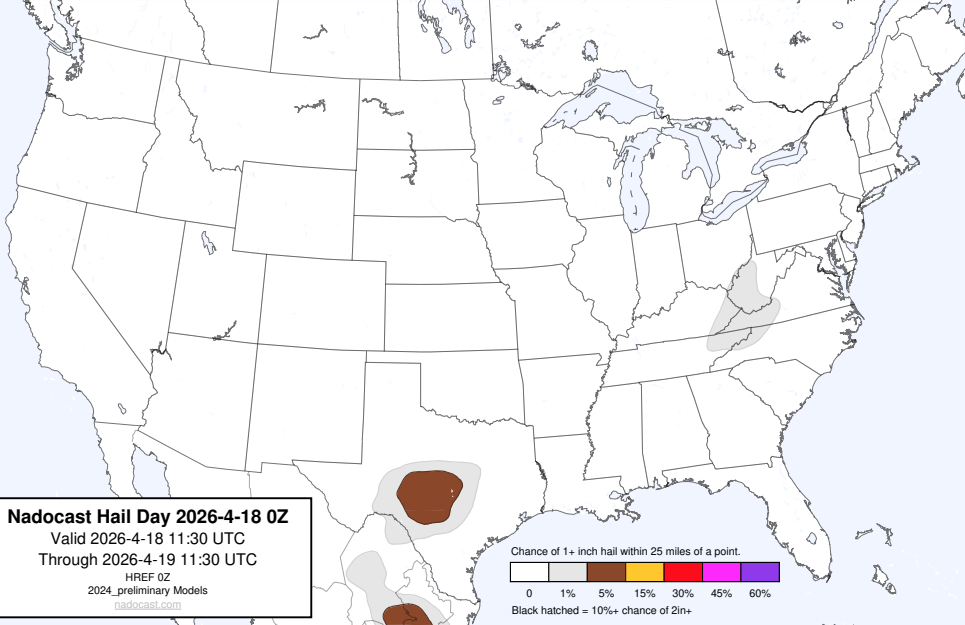 Nadocast Hail Day 2026-4-18 0Z
Valid 2026-4-18 11:30 UTC
Through 2026-4-19 11:30 UTC
HREF 0Z
2024_preliminary Models
nadocast.com
Chance of 1+ inch hail within 25 miles of a point.
0 1% 5% 15% 30% 45% 60%
Black hatched = 10%+ chance of 2in+